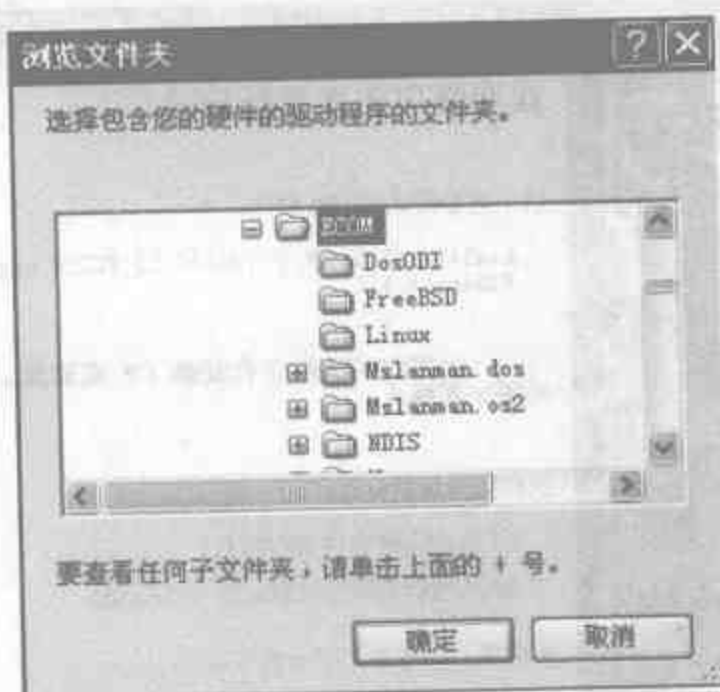 浏览文件夹
选择包含您的硬件的驱动程序的文件夹。
DosODI
FreeBSD
Linux
Mslanman.dos
Mslanman.os2
NDIS
要查看任何子文件夹,请单击上面的 + 号。
确定
取消